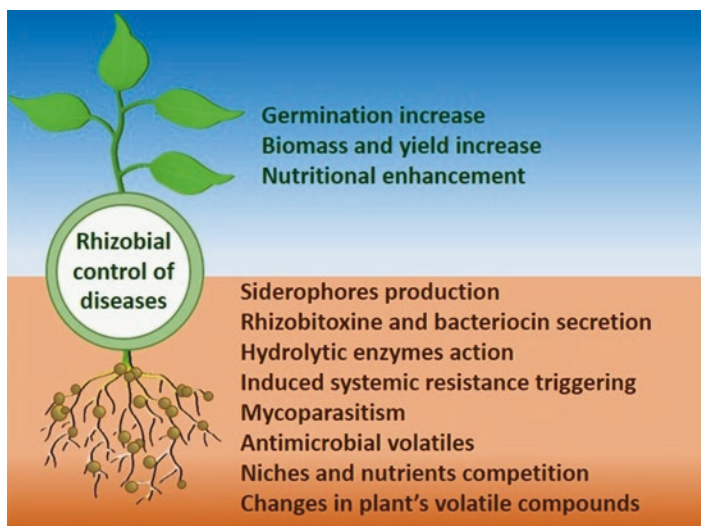 Germination increase
Biomass and yield increase
Nutritional enhancement
Rhizobial
control of
diseases
Siderophores production
Rhizobitoxine and bacteriocin secretion
Hydrolytic enzymes action
Induced systemic resistance triggering
Mycoparasitism
Antimicrobial volatiles
Niches and nutrients competition
Changes in plant's volatile compounds